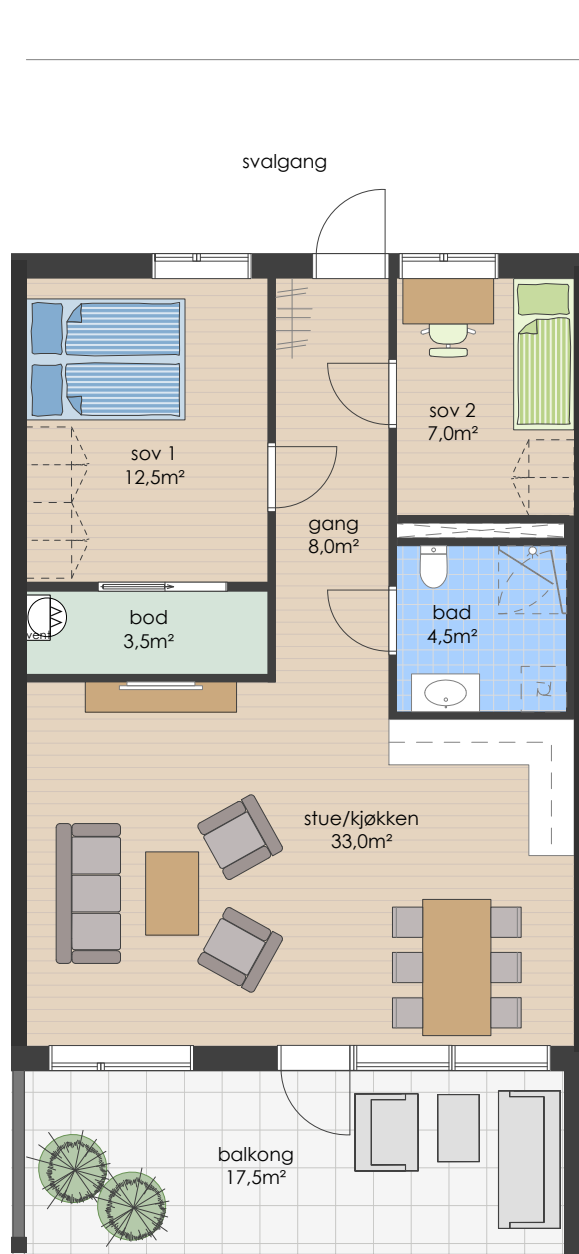 svalgang
sov 2
7,0m²
sov 1
12,5m²
gang
8,0m²
bod
3,5m²
vent
bad
4,5m²
stue/kjøkken
33,0m²
balkong
17,5m²